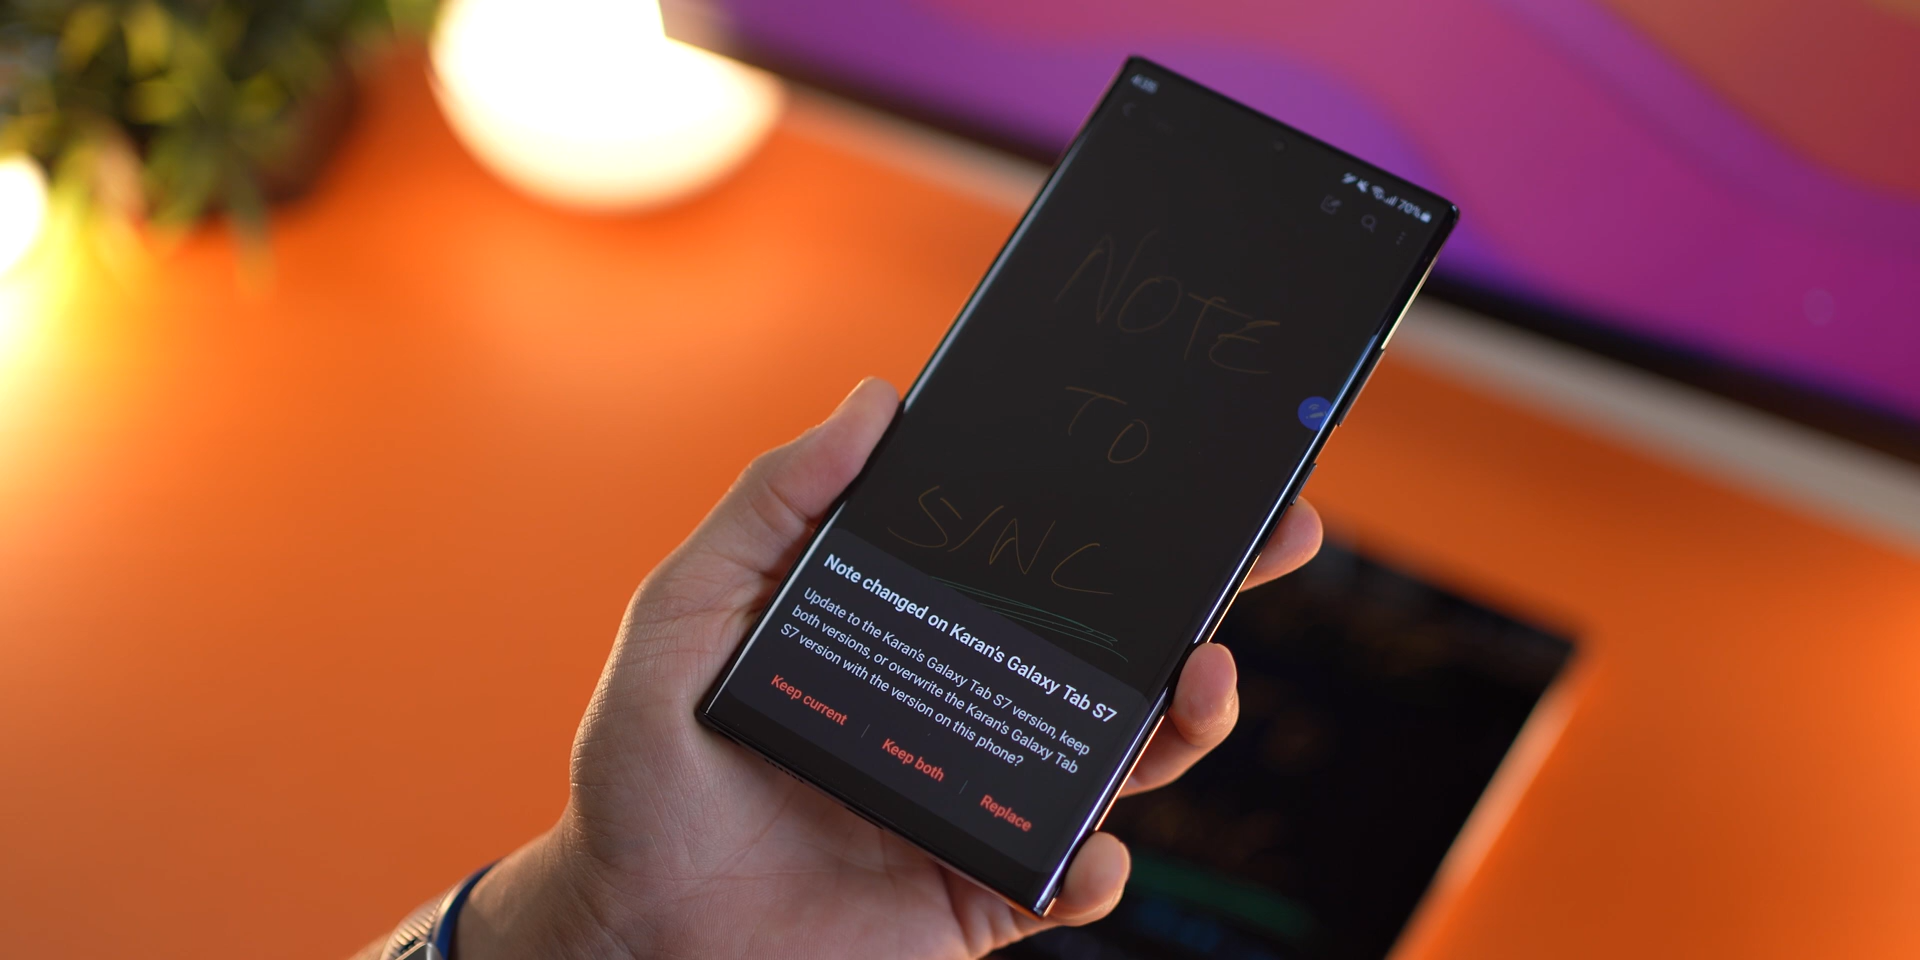 70%
NOTE
TO
SYNC
Note changed on Karan's Galaxy Tab S7
Update to the Karan's Galaxy Tab S7 version, keep
both versions, or overwrite the Karan's Galaxy Tab
S7 version with the version on this phone?
Keep current
Keep both
Replace